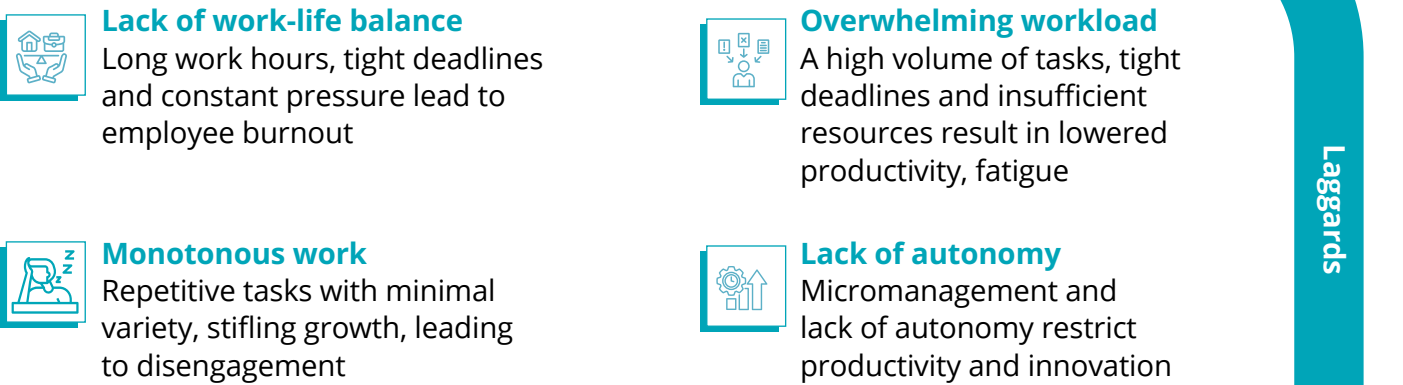 Lack of work-life balance
Long work hours, tight deadlines
and constant pressure lead to
employee burnout
Overwhelming workload
A high volume of tasks, tight
deadlines and insufficient
resources result in lowered
productivity, fatigue
Monotonous work
Repetitive tasks with minimal
variety, stifling growth, leading
to disengagement
Lack of autonomy
Micromanagement and
lack of autonomy restrict
productivity and innovation
Laggards